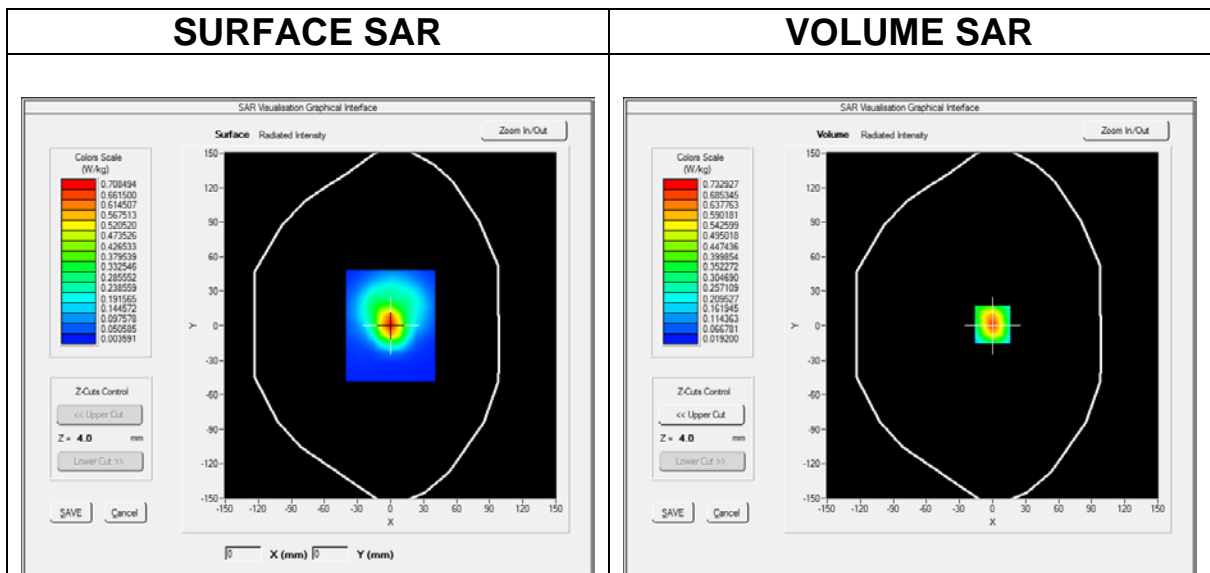 SURFACE SAR
VOLUME SAR
SAR Visualisation Graphical Interface
Surface Radiated Intensity
Zoom In/Out
Colors Scale
(W/kg)
0.708494
0.661500
0.614507
0.567513
0.520520
0.473526
0.426533
0.379539
0.332546
0.285552
0.238559
0.191565
0.144572
0.097578
0.050585
0.003591
150
120
90
60
30
0
-30
-60
-90
-120
-150
Y
-150 -120 -90 -60 -30 0 30 60 90 120 150
X
Z-Cuts Control
<< Upper Cut
Z = 4.0 mm
Lower Cut >>
SAVE Cancel
0 X (mm) 0 Y (mm)
SAR Visualisation Graphical Interface
Volume Radiated Intensity
Zoom In/Out
Colors Scale
(W/kg)
0.732927
0.685345
0.637763
0.590181
0.542599
0.495018
0.447436
0.399854
0.352272
0.304690
0.257109
0.209527
0.161945
0.114363
0.066781
0.019200
150
120
90
60
30
0
-30
-60
-90
-120
-150
Y
-150 -120 -90 -60 -30 0 30 60 90 120 150
X
Z-Cuts Control
<< Upper Cut
Z = 4.0 mm
Lower Cut >>
SAVE Cancel